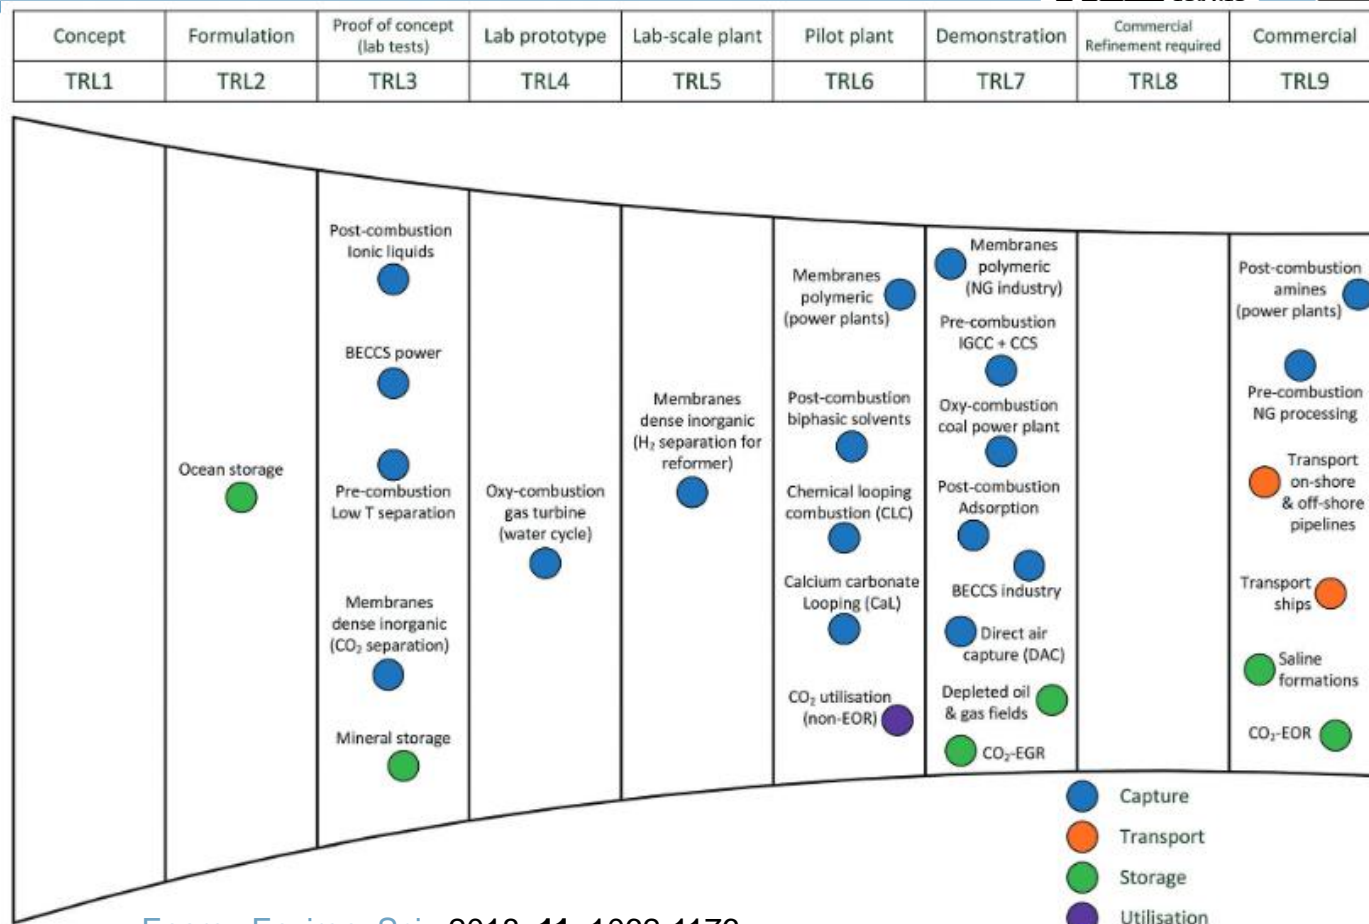 Concept
Formulation
Proof of concept
(lab tests)
Lab prototype
Lab-scale plant
Pilot plant
Demonstration
Commercial
Refinement required
Commercial
TRL1
TRL2
TRL3
TRL4
TRL5
TRL6
TRL7
TRL8
TRL9
Ocean storage
Post-combustion
Ionic liquids
BECCS power
Pre-combustion
Low T separation
Membranes
dense inorganic
(CO₂ separation)
Mineral storage
Oxy-combustion
gas turbine
(water cycle)
Membranes
dense inorganic
(H₂ separation for
reformer)
Membranes
polymeric
(power plants)
Post-combustion
biphasic solvents
Chemical looping
combustion (CLC)
Calcium carbonate
Looping (CaL)
CO₂ utilisation
(non-EOR)
Membranes
polymeric
(NG industry)
Pre-combustion
IGCC + CCS
Oxy-combustion
coal power plant
Post-combustion
Adsorption
BECCS industry
Direct air
capture (DAC)
Depleted oil
& gas fields
CO₂-EGR
Post-combustion
amines
(power plants)
Pre-combustion
NG processing
Transport
on-shore
& off-shore
pipelines
Transport
ships
Saline
formations
CO₂-EOR
Capture
Transport
Storage
Utilisation